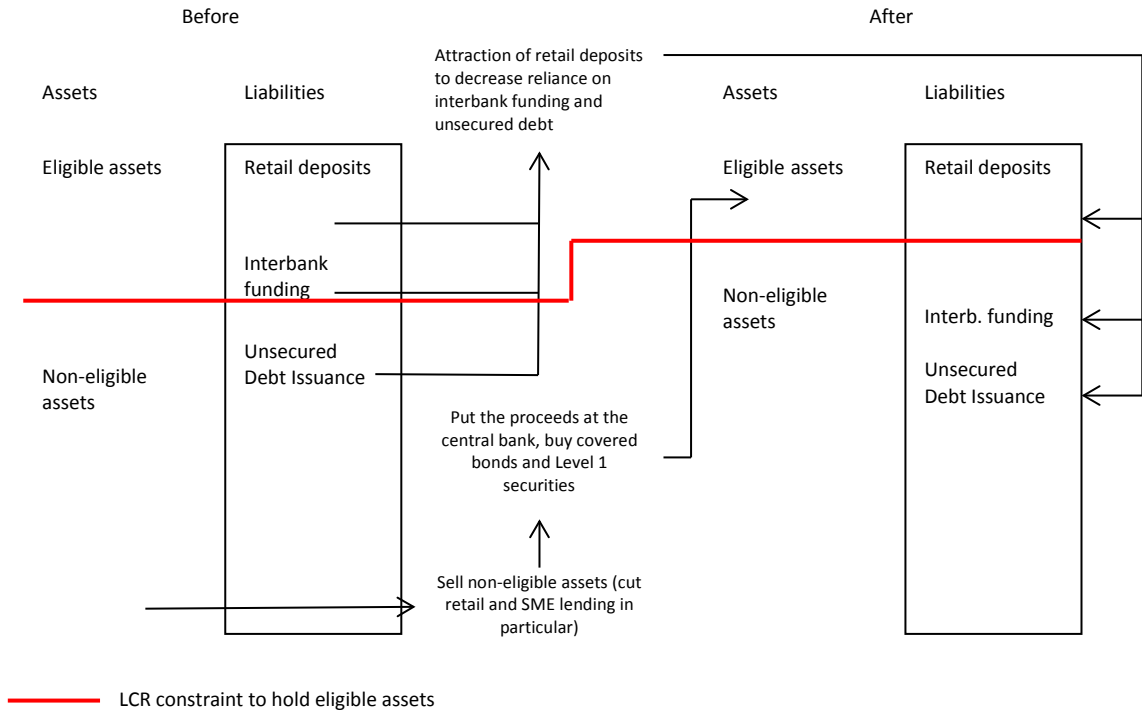 Before
After
Attraction of retail deposits
to decrease reliance on
interbank funding and
unsecured debt
Assets
Liabilities
Assets
Liabilities
Eligible assets
Retail deposits
Eligible assets
Retail deposits
Interbank
funding
Non-eligible
assets
Interb. funding
Unsecured
Debt Issuance
Non-eligible
assets
Unsecured
Debt Issuance
Put the proceeds at the
central bank, buy covered
bonds and Level 1
securities
Sell non-eligible assets (cut
retail and SME lending in
particular)
LCR constraint to hold eligible assets